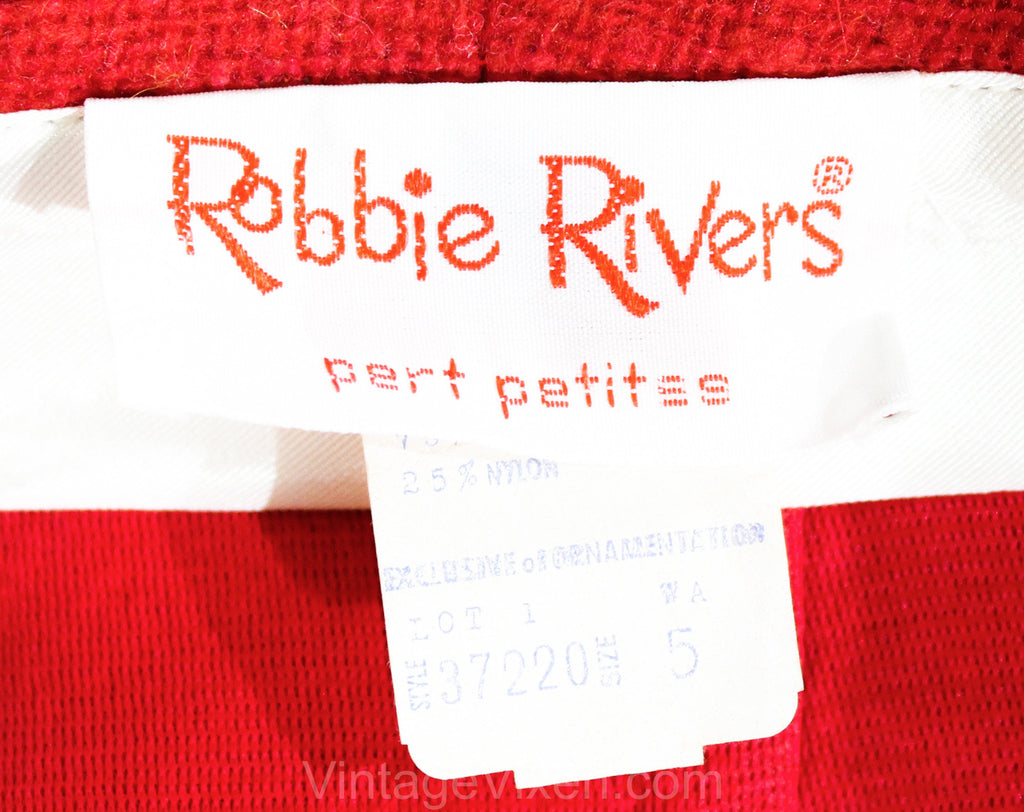 Robbie Rivers®
pert petites
25% NYLON
EXCLUSIVE of ORNAMENTATION
LOT 1 WA
STYLE 37220 SIZE 5
VintageVixen.com